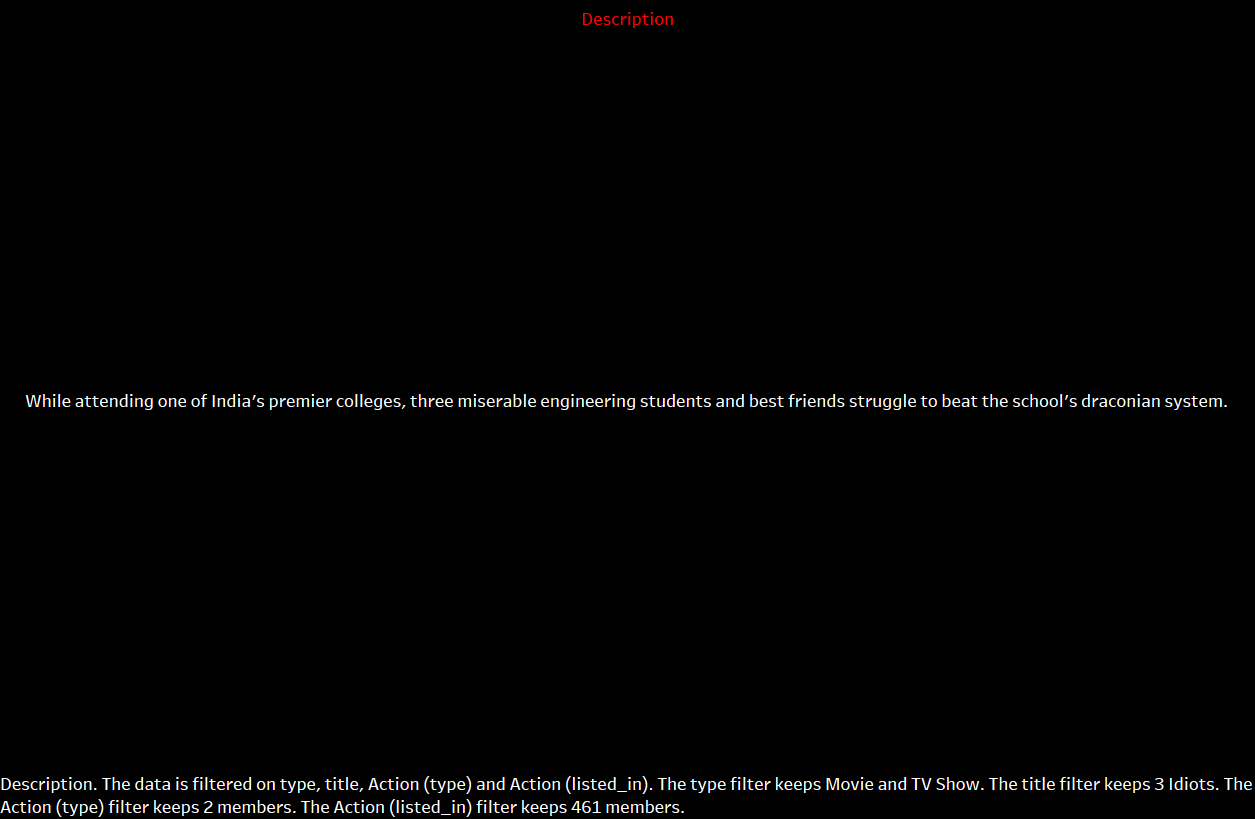 Description
While attending one of India’s premier colleges, three miserable engineering students and best friends struggle to beat the school’s draconian system.
Description. The data is filtered on type, title, Action (type) and Action (listed_in). The type filter keeps Movie and TV Show. The title filter keeps 3 Idiots. The
Action (type) filter keeps 2 members. The Action (listed_in) filter keeps 461 members.